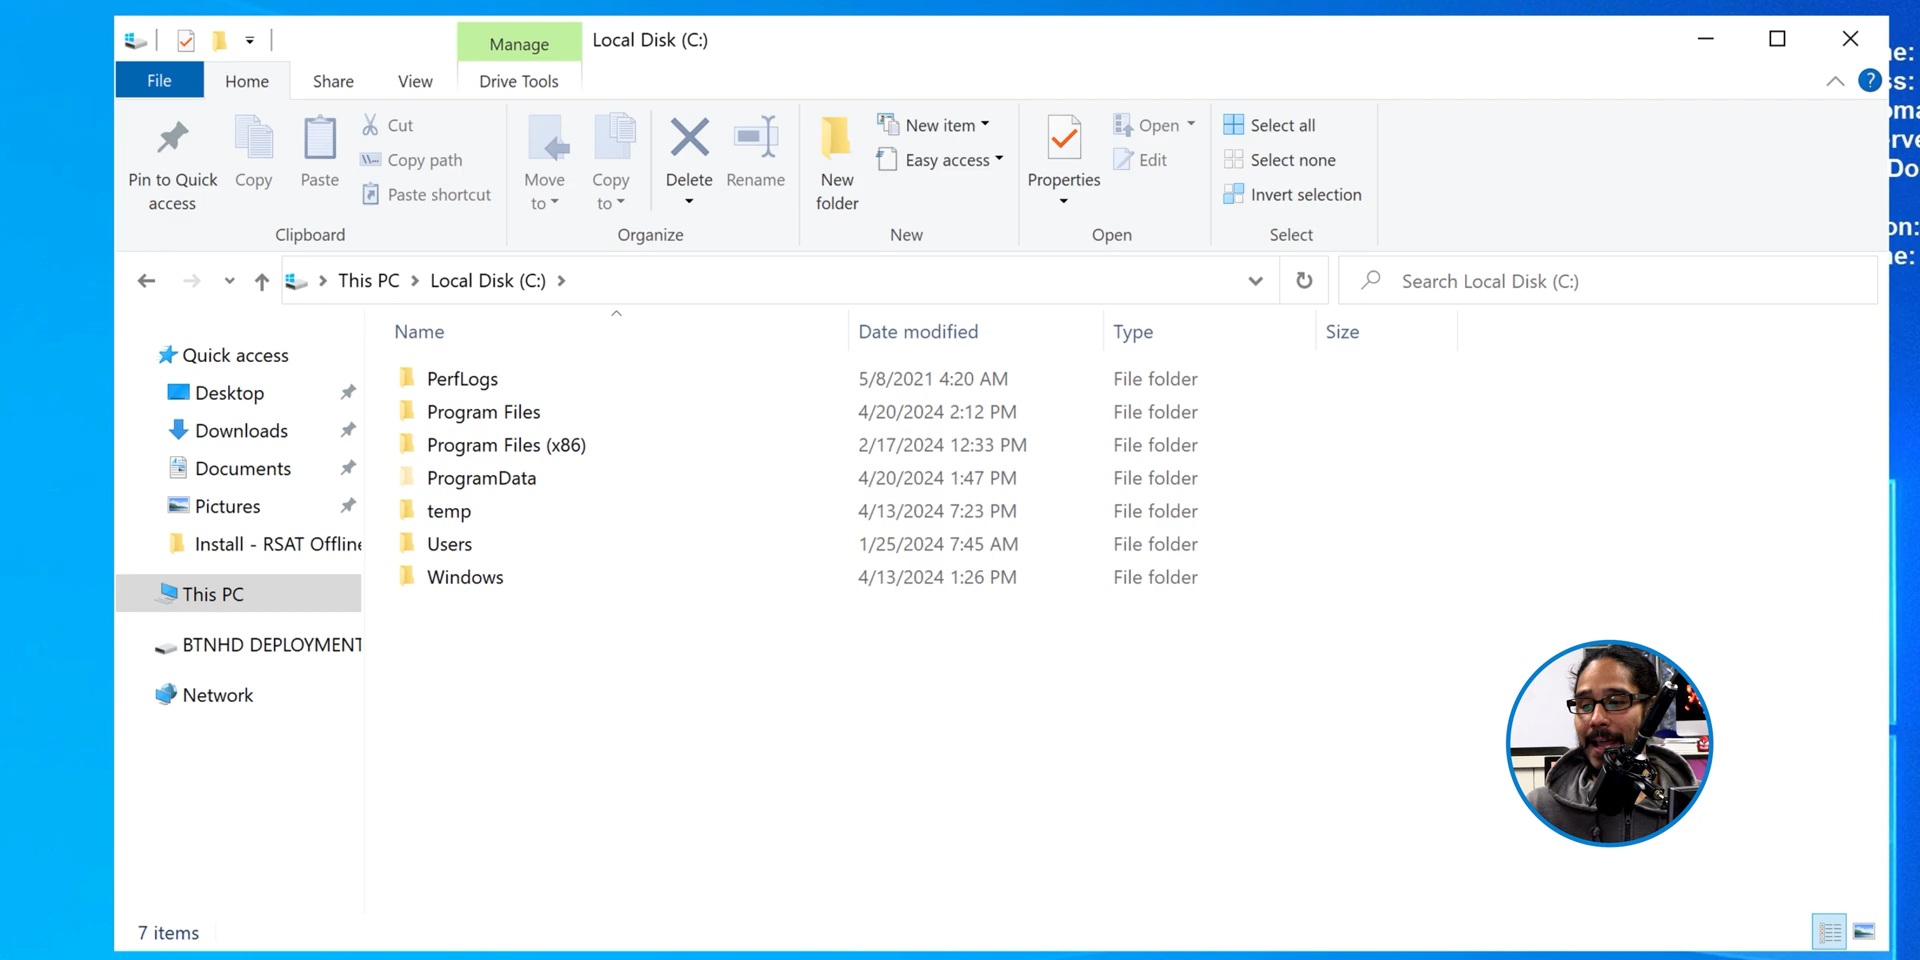 Manage
Local Disk (C:)
File
Home
Share
View
Drive Tools
Pin to Quick access
Copy
Paste
Cut
Copy path
Paste shortcut
Clipboard
Move to
Copy to
Delete
Rename
Organize
New folder
New item
Easy access
New
Properties
Open
Edit
Open
Select all
Select none
Invert selection
Select
This PC
Local Disk (C:)
Search Local Disk (C:)
Name
Date modified
Type
Size
Quick access
Desktop
Downloads
Documents
Pictures
Install - RSAT Offline
This PC
BTNHD DEPLOYMENT
Network
PerfLogs 5/8/2021 4:20 AM File folder
Program Files 4/20/2024 2:12 PM File folder
Program Files (x86) 2/17/2024 12:33 PM File folder
ProgramData 4/20/2024 1:47 PM File folder
temp 4/13/2024 7:23 PM File folder
Users 1/25/2024 7:45 AM File folder
Windows 4/13/2024 1:26 PM File folder
7 items